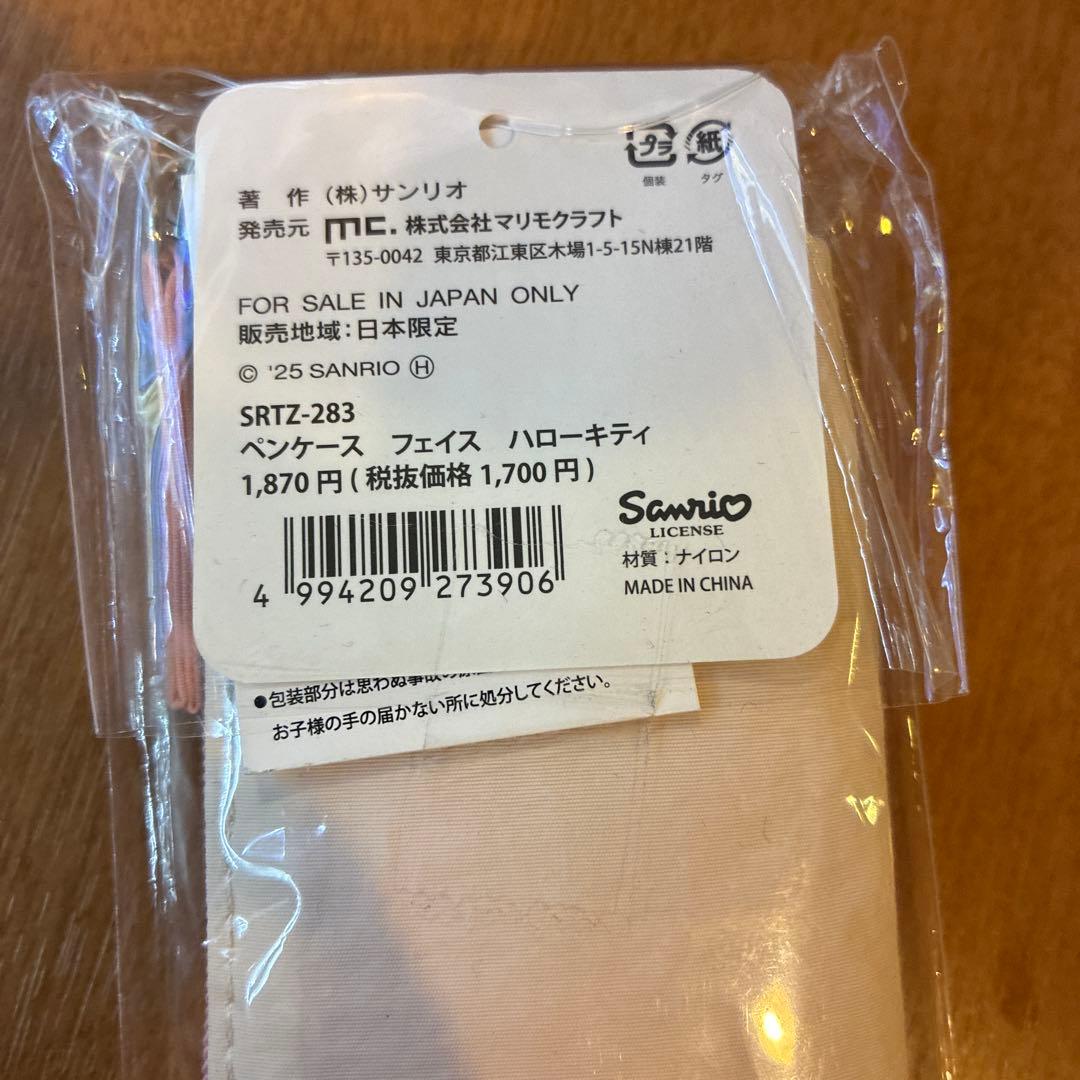 プラ
紙
個装
タグ
著 作 (株)サンリオ
発売元 mc. 株式会社マリモクラフト
〒135-0042 東京都江東区木場1-5-15N棟21階
FOR SALE IN JAPAN ONLY
販売地域:日本限定
© '25 SANRIO Ⓗ
SRTZ-283
ペンケース フェイス ハローキティ
1,870円(税抜価格1,700円)
Sanrio
LICENSE
材質:ナイロン
MADE IN CHINA
4 994209 273906
●包装部分は思わぬ事故の
お子様の手の届かない所に処分してください。